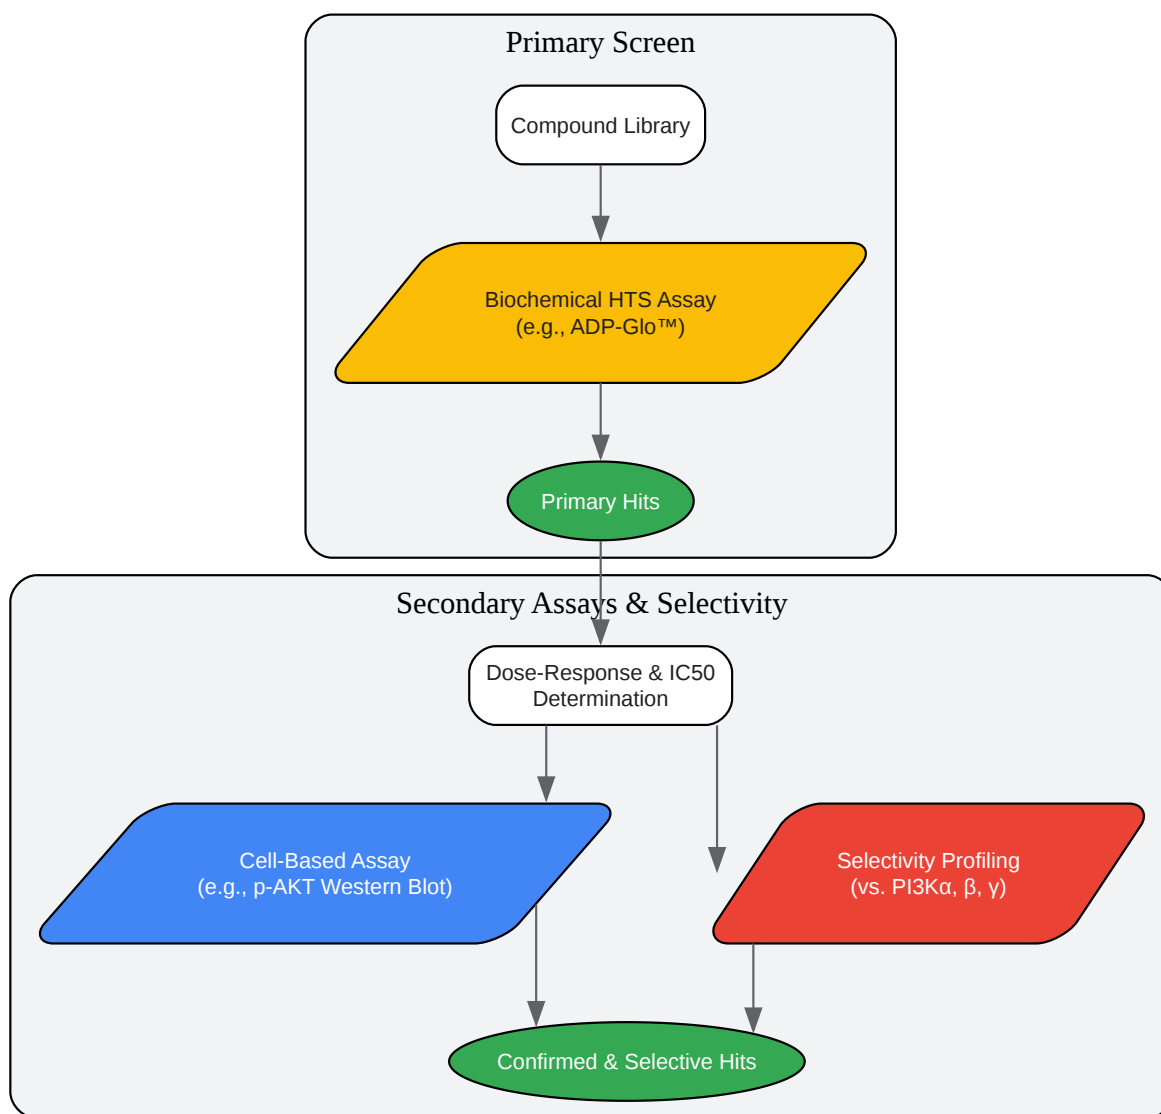 Primary Screen
Compound Library
Biochemical HTS Assay
(e.g., ADP-Glo™)
Primary Hits
Secondary Assays & Selectivity
Dose-Response & IC50
Determination
Cell-Based Assay
(e.g., p-AKT Western Blot)
Selectivity Profiling
(vs. PI3Kα, β, γ)
Confirmed & Selective Hits